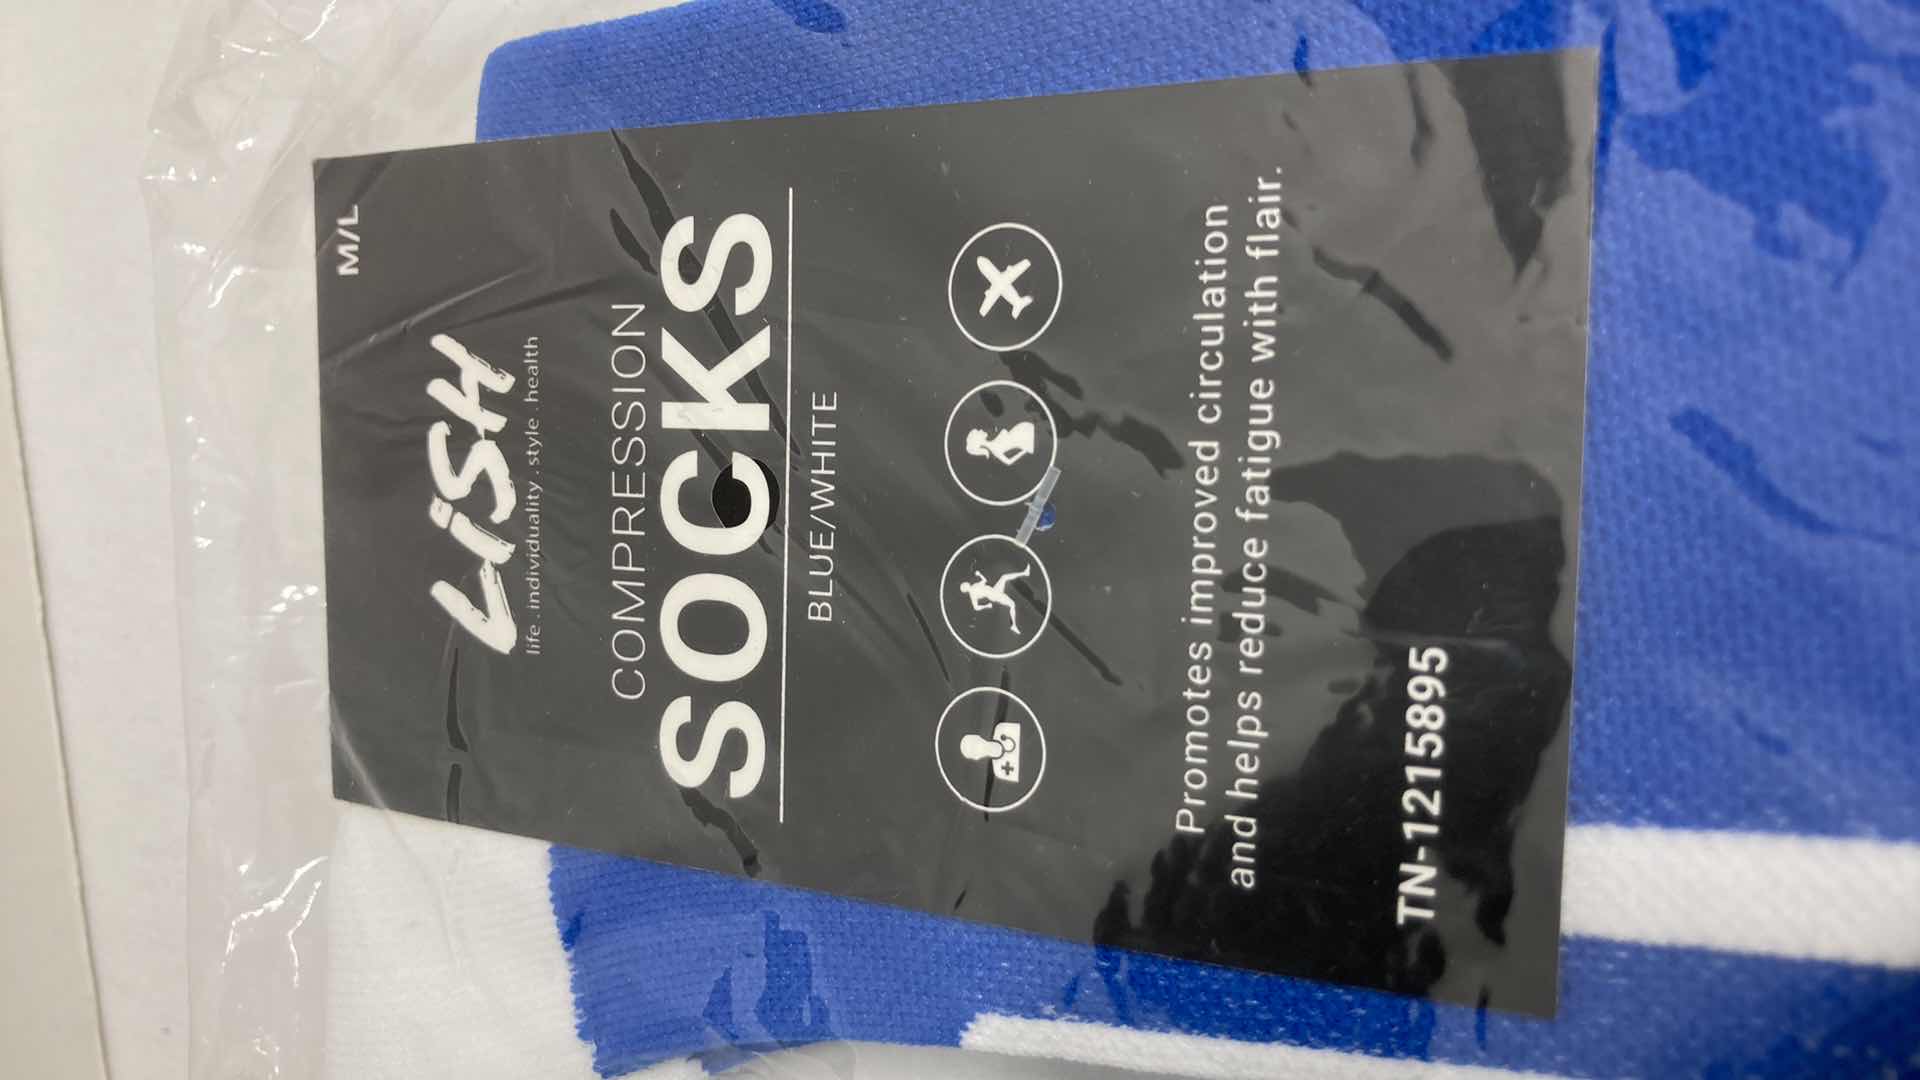 M/L
LiSH
life . individuality . style . health
COMPRESSION
SOCKS
BLUE/WHITE
Promotes improved circulation
and helps reduce fatigue with flair.
TN-1215895